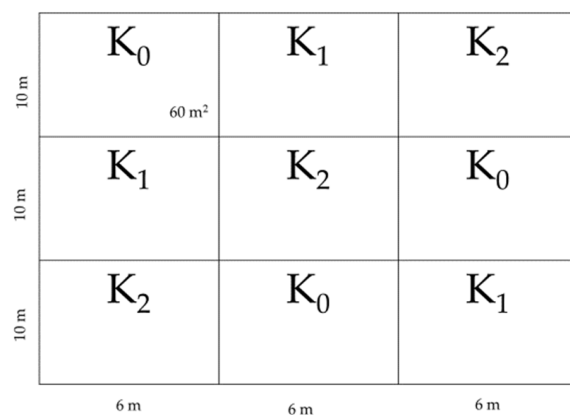 K₀ K₁ K₂
10 m
60 m²
K₁ K₂ K₀
10 m
K₂ K₀ K₁
10 m
6 m 6 m 6 m